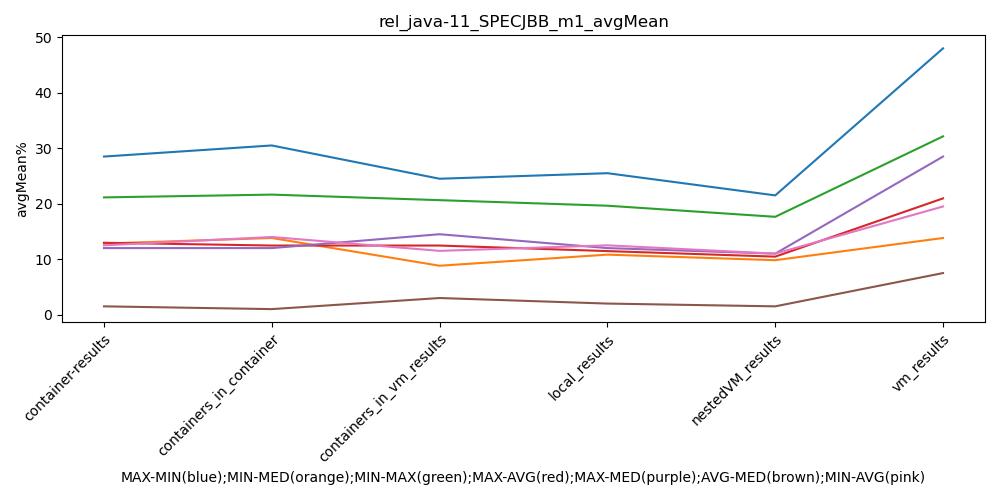 rel_java-11_SPECJBB_m1_avgMean
avgMean%
50
40
30
20
10
0
container-results
containers_in_container
containers_in_vm_results
local_results
nestedVM_results
vm_results
MAX-MIN(blue);MIN-MED(orange);MIN-MAX(green);MAX-AVG(red);MAX-MED(purple);AVG-MED(brown);MIN-AVG(pink)